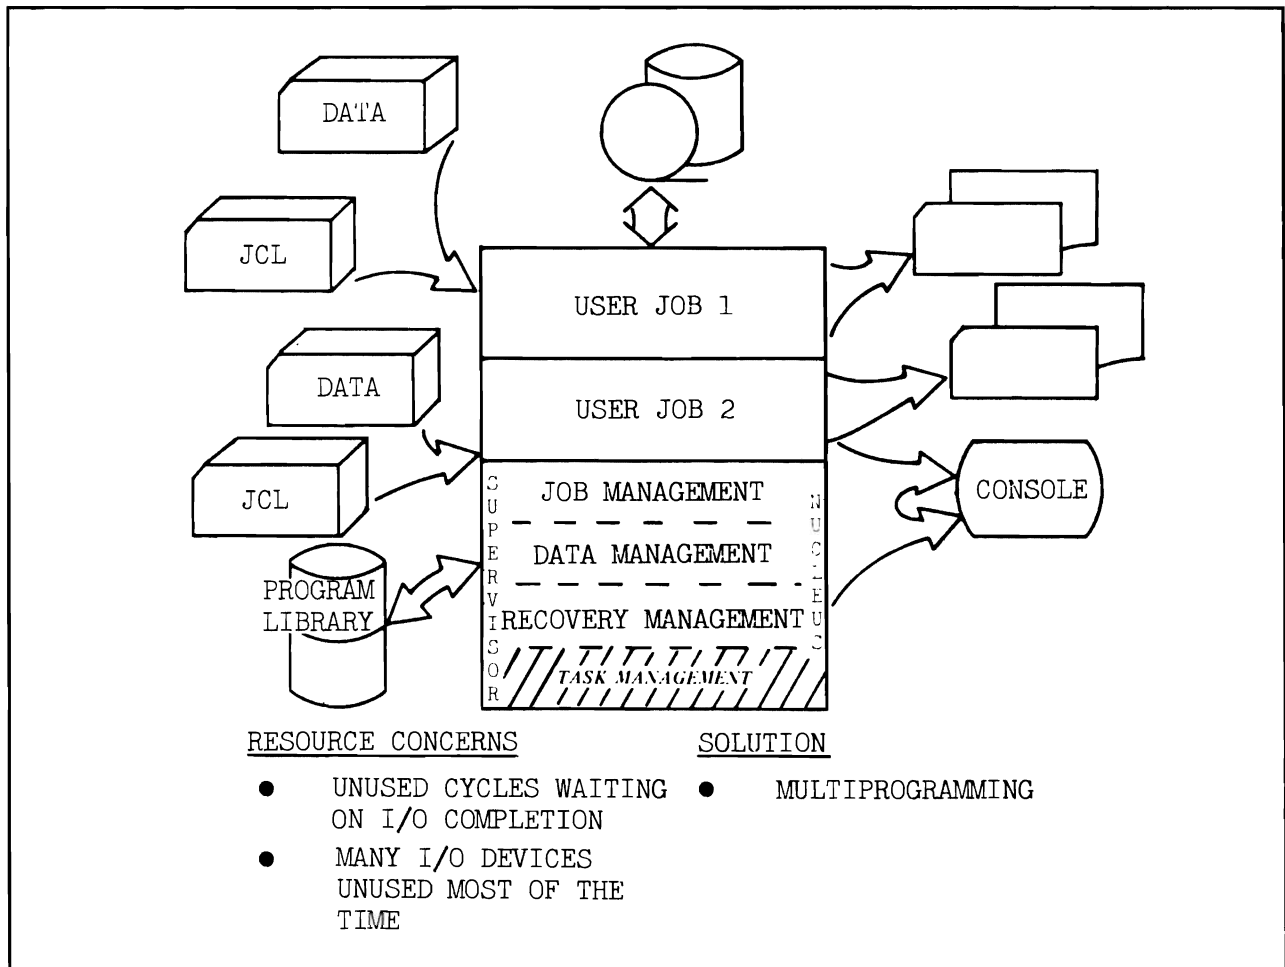 DATA
JCL
USER JOB 1
DATA
USER JOB 2
JCL
SUPERVISOR
JOB MANAGEMENT
NUCLEUS
CONSOLE
DATA MANAGEMENT
PROGRAM
LIBRARY
RECOVERY MANAGEMENT
TASK MANAGEMENT
RESOURCE CONCERNS
● UNUSED CYCLES WAITING
ON I/O COMPLETION
● MANY I/O DEVICES
UNUSED MOST OF THE
TIME
SOLUTION
● MULTIPROGRAMMING